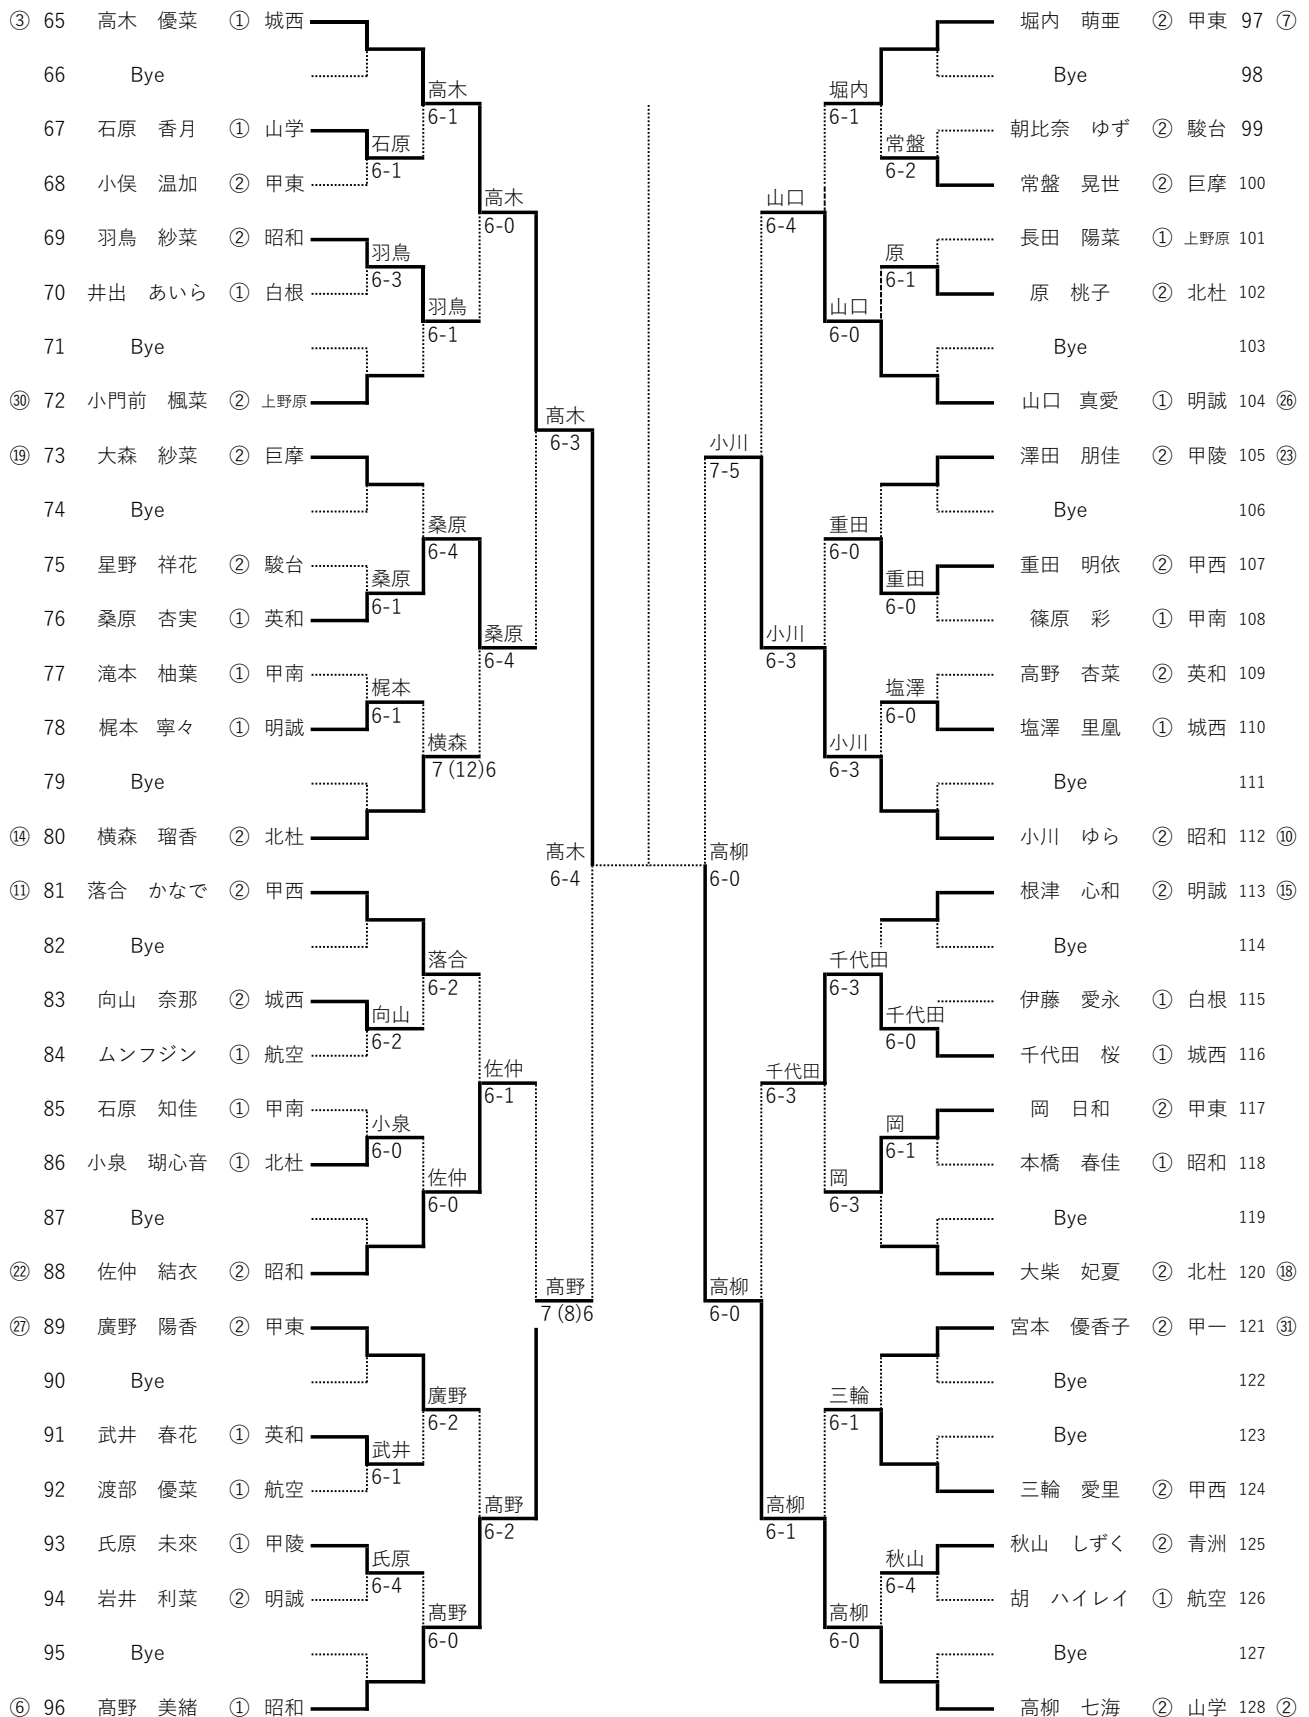 ③ 65 高木 優菜 ① 城西
66 Bye
高木
6-1
67 石原 香月 ① 山学
石原
6-1
68 小俣 温加 ② 甲東
高木
6-0
69 羽鳥 紗菜 ② 昭和
羽鳥
6-3
70 井出 あいら ① 白根
羽鳥
6-1
71 Bye
㉚ 72 小門前 楓菜 ② 上野原
髙木
6-3
⑲ 73 大森 紗菜 ② 巨摩
74 Bye
桑原
6-4
75 星野 祥花 ② 駿台
桑原
6-1
76 桑原 杏実 ① 英和
桑原
6-4
77 滝本 柚葉 ① 甲南
梶本
6-1
78 梶本 寧々 ① 明誠
横森
7 (12)6
79 Bye
⑭ 80 横森 瑠香 ② 北杜
髙木
6-4
⑪ 81 落合 かなで ② 甲西
82 Bye
落合
6-2
83 向山 奈那 ② 城西
向山
6-2
84 ムンフジン ① 航空
佐仲
6-1
85 石原 知佳 ① 甲南
小泉
6-0
86 小泉 瑚心音 ① 北杜
佐仲
6-0
87 Bye
㉒ 88 佐仲 結衣 ② 昭和
髙野
7 (8)6
㉗ 89 廣野 陽香 ② 甲東
90 Bye
廣野
6-2
91 武井 春花 ① 英和
武井
6-1
92 渡部 優菜 ① 航空
髙野
6-2
93 氏原 未來 ① 甲陵
氏原
6-4
94 岩井 利菜 ② 明誠
髙野
6-0
95 Bye
⑥ 96 髙野 美緒 ① 昭和
堀内 萌亜 ② 甲東 97 ⑦
Bye 98
堀内
6-1
朝比奈 ゆず ② 駿台 99
常盤
6-2
常盤 晃世 ② 巨摩 100
山口
6-4
長田 陽菜 ① 上野原 101
原
6-1
原 桃子 ② 北杜 102
山口
6-0
Bye 103
山口 真愛 ① 明誠 104 ㉖
小川
7-5
澤田 朋佳 ② 甲陵 105 ㉓
Bye 106
重田
6-0
重田 明依 ② 甲西 107
重田
6-0
篠原 彩 ① 甲南 108
小川
6-3
高野 杏菜 ② 英和 109
塩澤
6-0
塩澤 里凰 ① 城西 110
小川
6-3
Bye 111
小川 ゆら ② 昭和 112 ⑩
高柳
6-0
根津 心和 ② 明誠 113 ⑮
Bye 114
千代田
6-3
伊藤 愛永 ① 白根 115
千代田
6-0
千代田 桜 ① 城西 116
千代田
6-3
岡 日和 ② 甲東 117
岡
6-1
本橋 春佳 ① 昭和 118
岡
6-3
Bye 119
大柴 妃夏 ② 北杜 120 ⑱
高柳
6-0
宮本 優香子 ② 甲一 121 ㉛
Bye 122
三輪
6-1
Bye 123
三輪 愛里 ② 甲西 124
高柳
6-1
秋山 しずく ② 青洲 125
秋山
6-4
胡 ハイレイ ① 航空 126
高柳
6-0
Bye 127
高柳 七海 ② 山学 128 ②